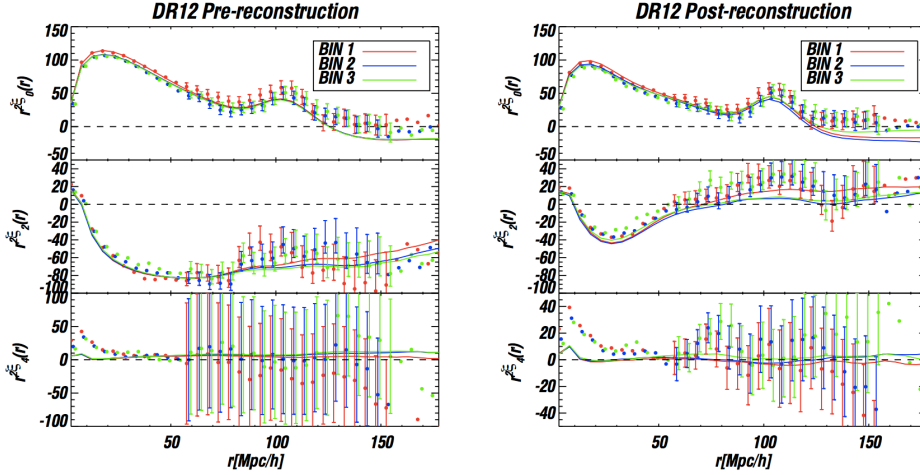 DR12 Pre-reconstruction
150
100
50
0
50
r²ξ₀(r)
BIN 1
BIN 2
BIN 3
40
20
0
-20
-40
-60
-80
r²ξ₂(r)
100
50
0
-50
-100
r²ξ₄(r)
50 100 150
r[Mpc/h]
DR12 Post-reconstruction
150
100
50
0
50
r²ξ₀(r)
BIN 1
BIN 2
BIN 3
40
20
0
-20
-40
-60
-80
r²ξ₂(r)
40
20
0
-20
-40
r²ξ₄(r)
50 100 150
r[Mpc/h]